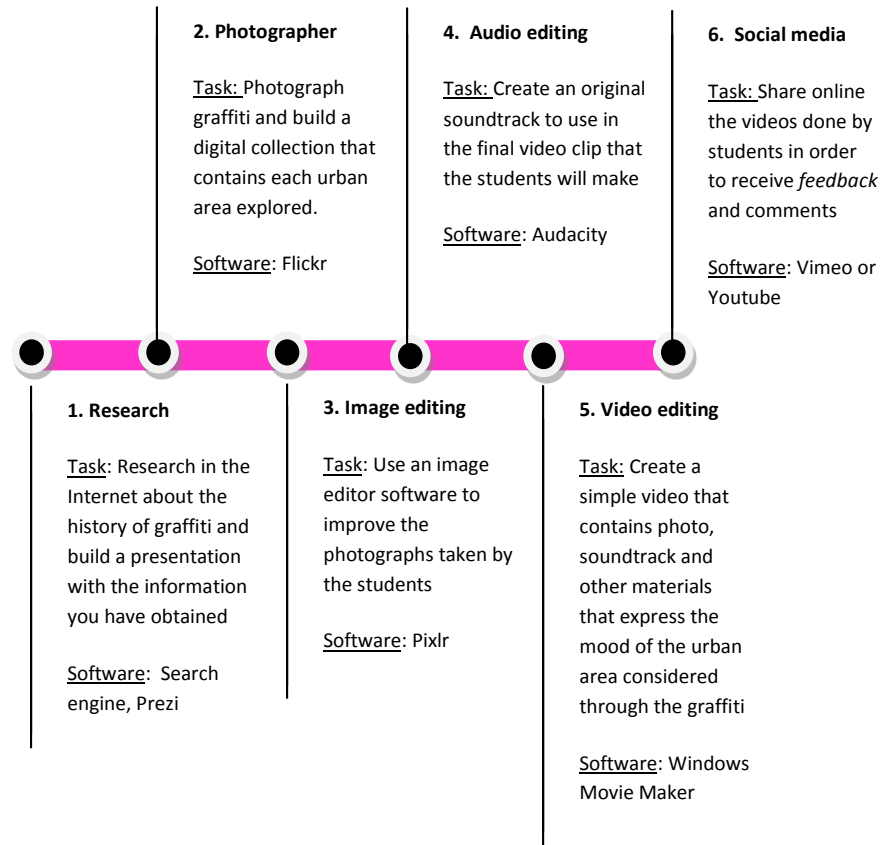 1. Research
Task: Research in the
Internet about the
history of graffiti and
build a presentation
with the information
you have obtained
Software:  Search
engine, Prezi
2. Photographer
Task: Photograph
graffiti and build a
digital collection that
contains each urban
area explored.
Software: Flickr
3. Image editing
Task: Use an image
editor software to
improve the
photographs taken by
the students
Software: Pixlr
4.  Audio editing
Task: Create an original
soundtrack to use in
the final video clip that
the students will make
Software: Audacity
5. Video editing
Task: Create a
simple video that
contains photo,
soundtrack and
other materials
that express the
mood of the urban
area considered
through the graffiti
Software: Windows
Movie Maker
6.  Social media
Task: Share online
the videos done by
students in order
to receive feedback
and comments
Software: Vimeo or
Youtube